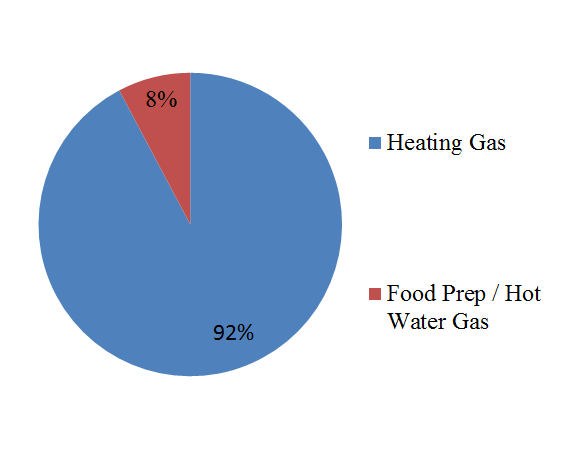 8%
Heating Gas
Food Prep / Hot
Water Gas
92%